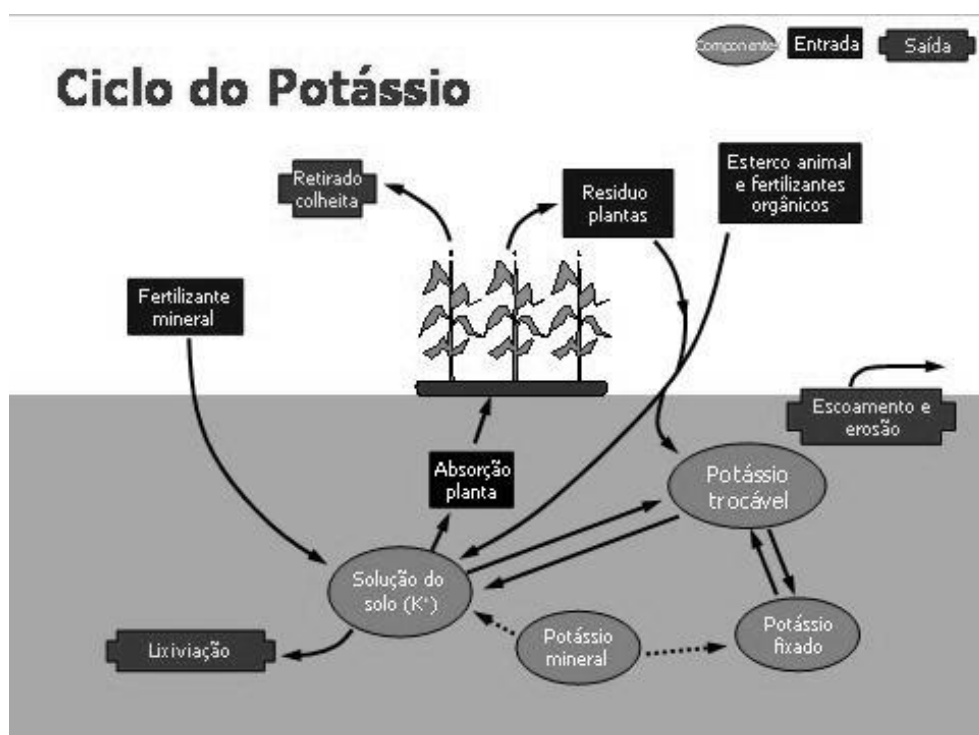 Componentes
Entrada
Saída
Ciclo do Potássio
Retirado
colheita
Residuo
plantas
Esterco animal
e fertilizantes
orgânicos
Fertilizante
mineral
Escoamento e
erosão
Absorção
planta
Potássio
trocável
Solução do
solo (K⁺)
Potássio
mineral
Potássio
fixado
Lixiviação